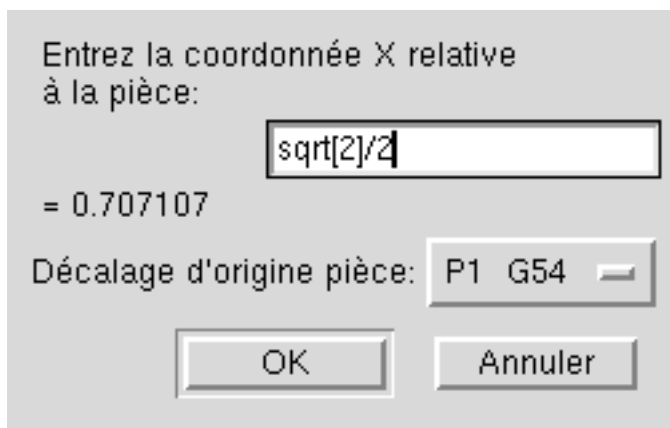 Entrez la coordonnée X relative
à la pièce:
sqrt[2]/2
= 0.707107
Décalage d'origine pièce: P1 G54
OK Annuler